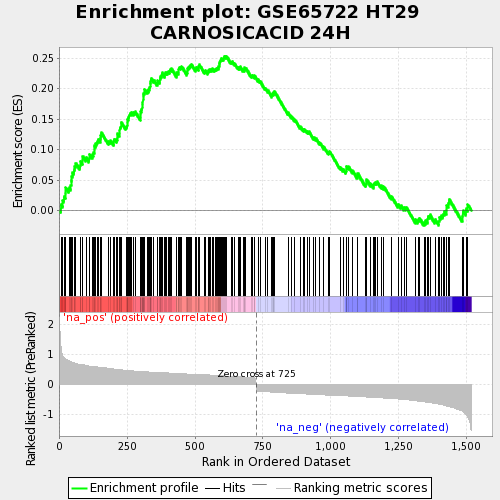 Enrichment plot: GSE65722 HT29
CARNOSICACID 24H
Enrichment score (ES)
0.25
0.20
0.15
0.10
0.05
0.00
'na_pos' (positively correlated)
Ranked list metric (PreRanked)
2
1
0
-1
Zero cross at 725
'na_neg' (negatively correlated)
0
250
500
750
1,000
1,250
1,500
Rank in Ordered Dataset
Enrichment profile
Hits
Ranking metric scores